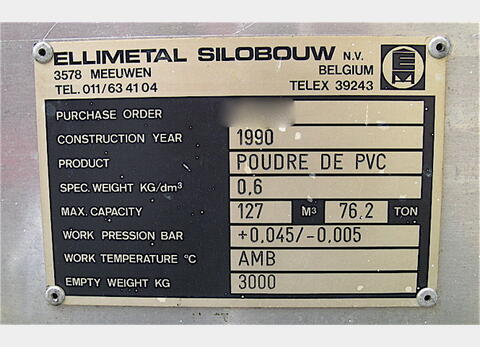 ELLIMETAL SILOBOUW N.V.
3578 MEEUWEN BELGIUM
TEL. 011/63 41 04 TELEX 39243
EM
PURCHASE ORDER
CONSTRUCTION YEAR 1990
PRODUCT POUDRE DE PVC
SPEC. WEIGHT KG/dm³ 0,6
MAX. CAPACITY 127 M³ 76,2 TON
WORK PRESSION BAR +0,045/-0,005
WORK TEMPERATURE °C AMB
EMPTY WEIGHT KG 3000